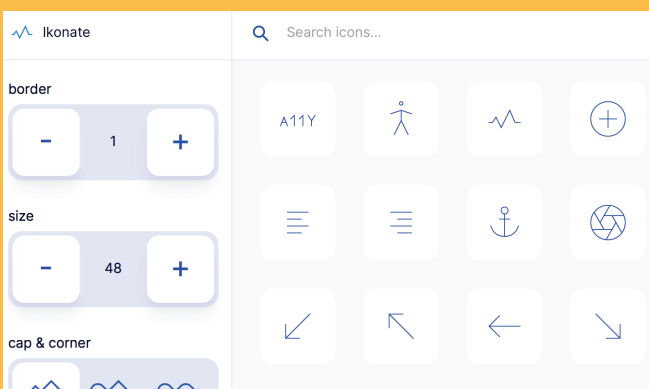 Ikonate
Search icons...
border
- 1 +
size
- 48 +
cap & corner
A11Y